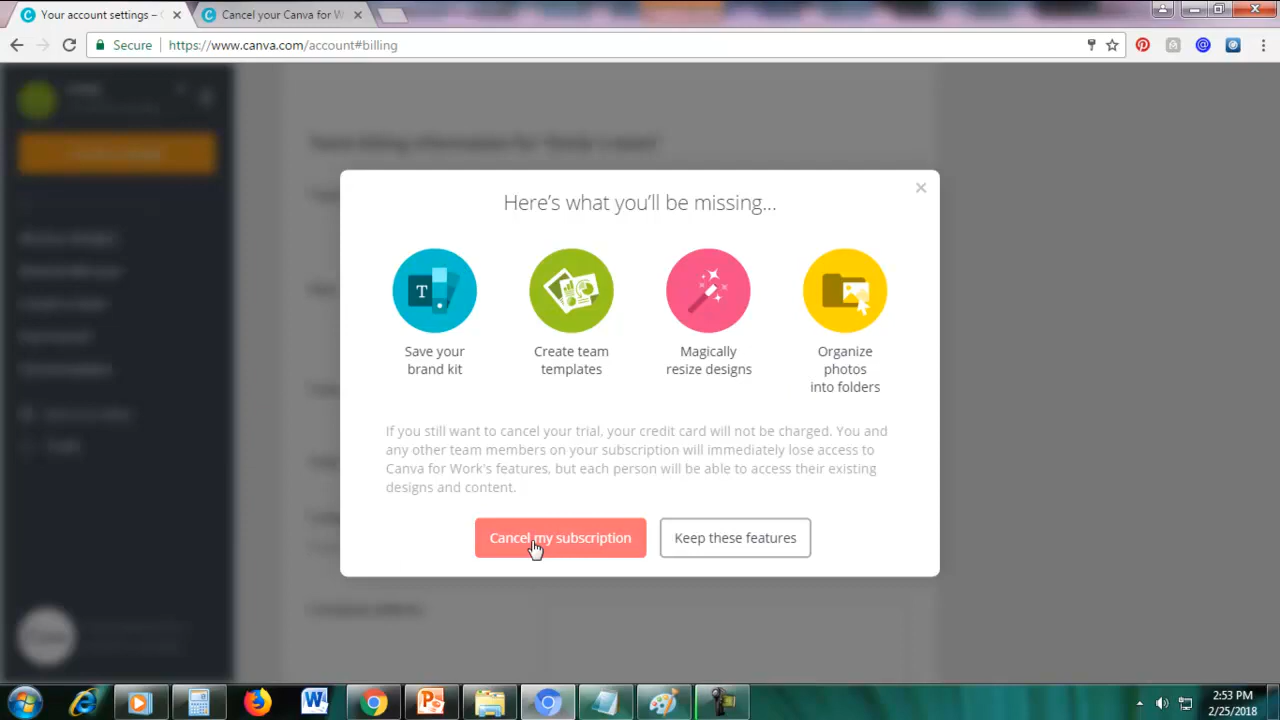 Your account settings –
Cancel your Canva for W
Secure
https://www.canva.com/account#billing
Here's what you'll be missing...
T
Save your
brand kit
Create team
templates
Magically
resize designs
Organize
photos
into folders
If you still want to cancel your trial, your credit card will not be charged. You and
any other team members on your subscription will immediately lose access to
Canva for Work's features, but each person will be able to access their existing
designs and content.
Cancel my subscription
Keep these features
2:53 PM
2/25/2018